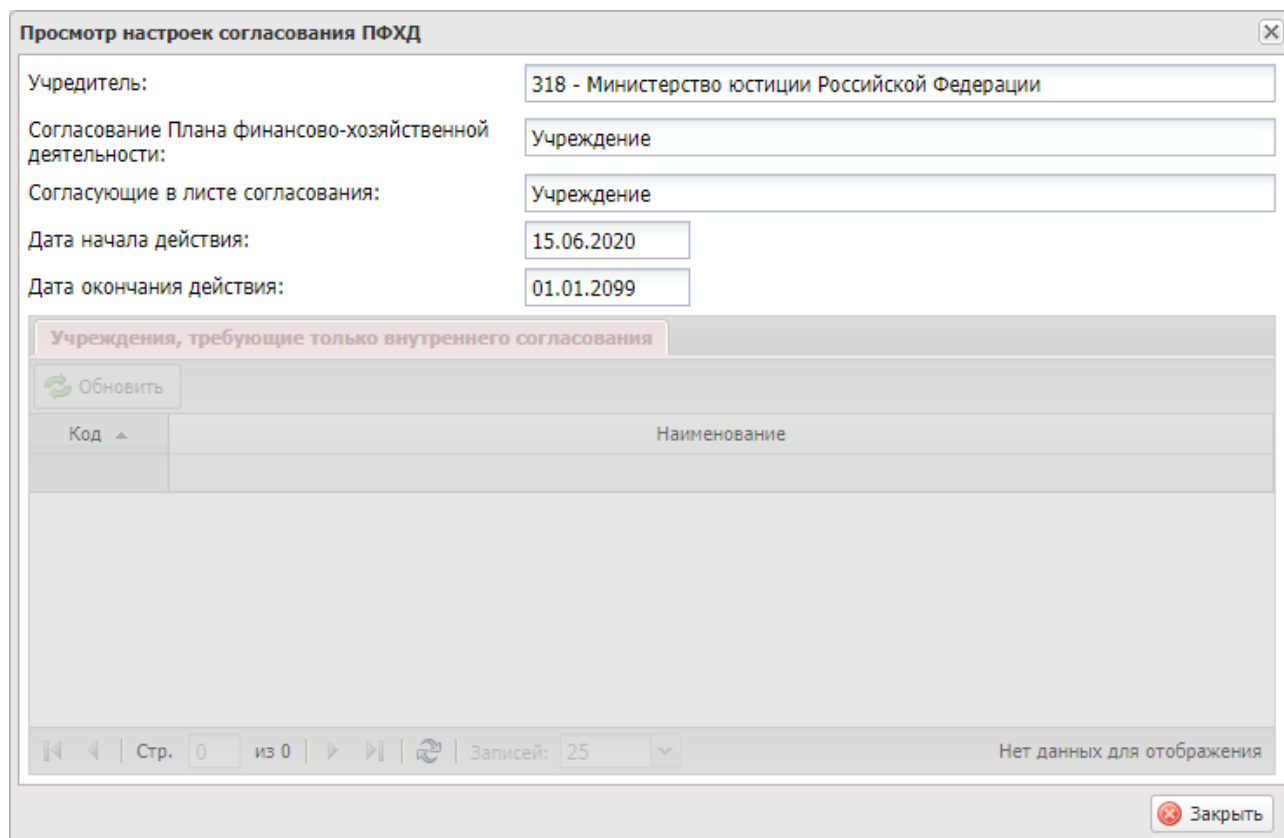 Просмотр настроек согласования ПФХД
Учредитель:
318 - Министерство юстиции Российской Федерации
Согласование Плана финансово-хозяйственной
деятельности:
Учреждение
Согласующие в листе согласования:
Учреждение
Дата начала действия:
15.06.2020
Дата окончания действия:
01.01.2099
Учреждения, требующие только внутреннего согласования
Обновить
Код
Наименование
Стр. 0 из 0 Записей: 25 Нет данных для отображения
Закрыть